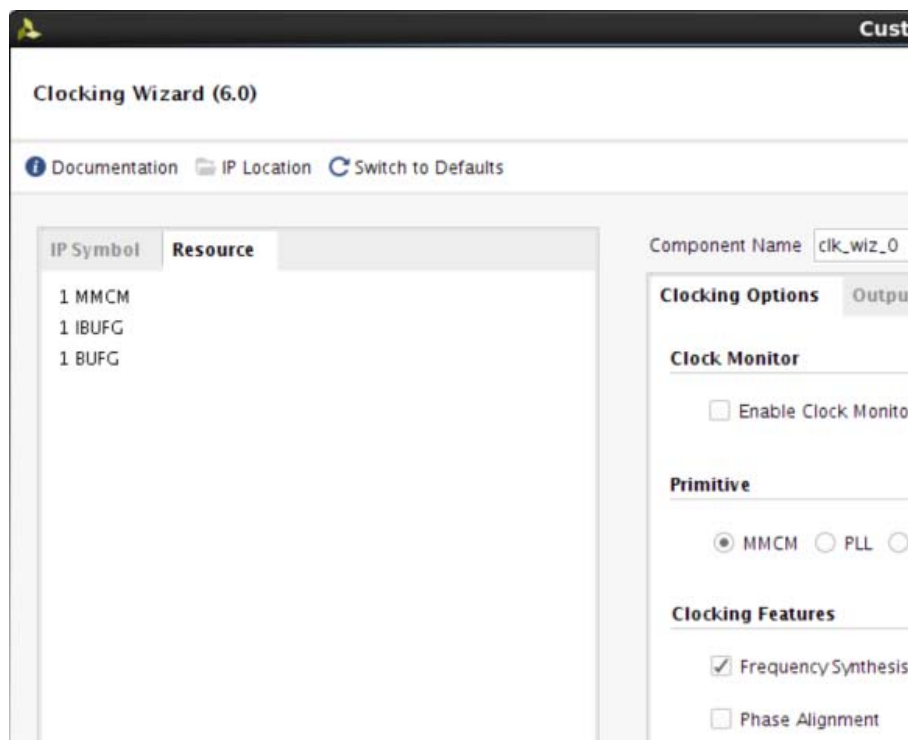 Cust
Clocking Wizard (6.0)
Documentation IP Location Switch to Defaults
IP Symbol Resource
1 MMCM
1 IBUFG
1 BUFG
Component Name clk_wiz_0
Clocking Options Outpu
Clock Monitor
Enable Clock Monito
Primitive
MMCM PLL
Clocking Features
Frequency Synthesis
Phase Alignment